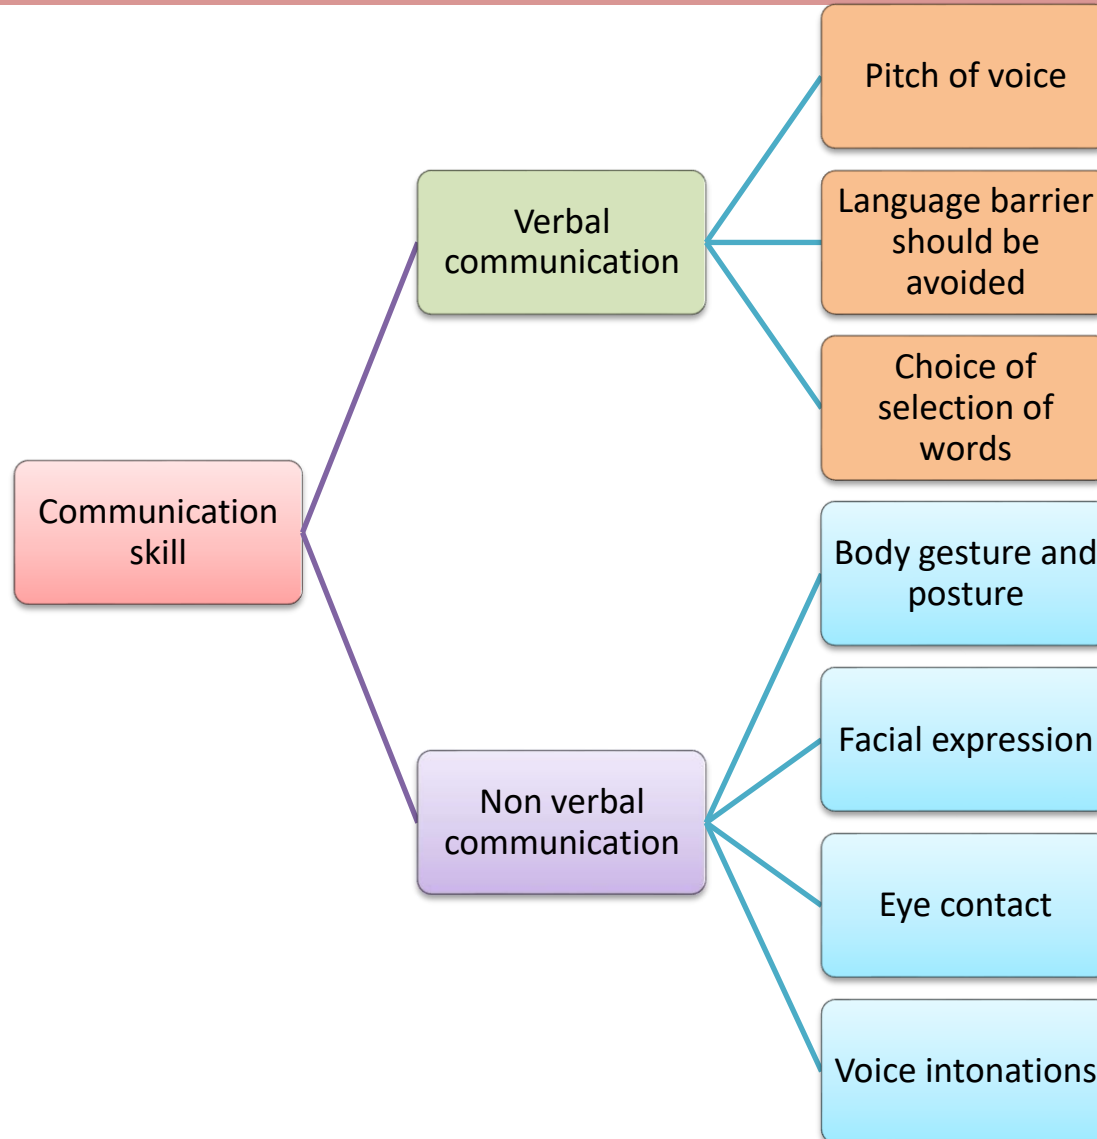 Pitch of voice
Verbal
communication
Language barrier
should be
avoided
Choice of
selection of
words
Communication
skill
Body gesture and
posture
Facial expression
Non verbal
communication
Eye contact
Voice intonations